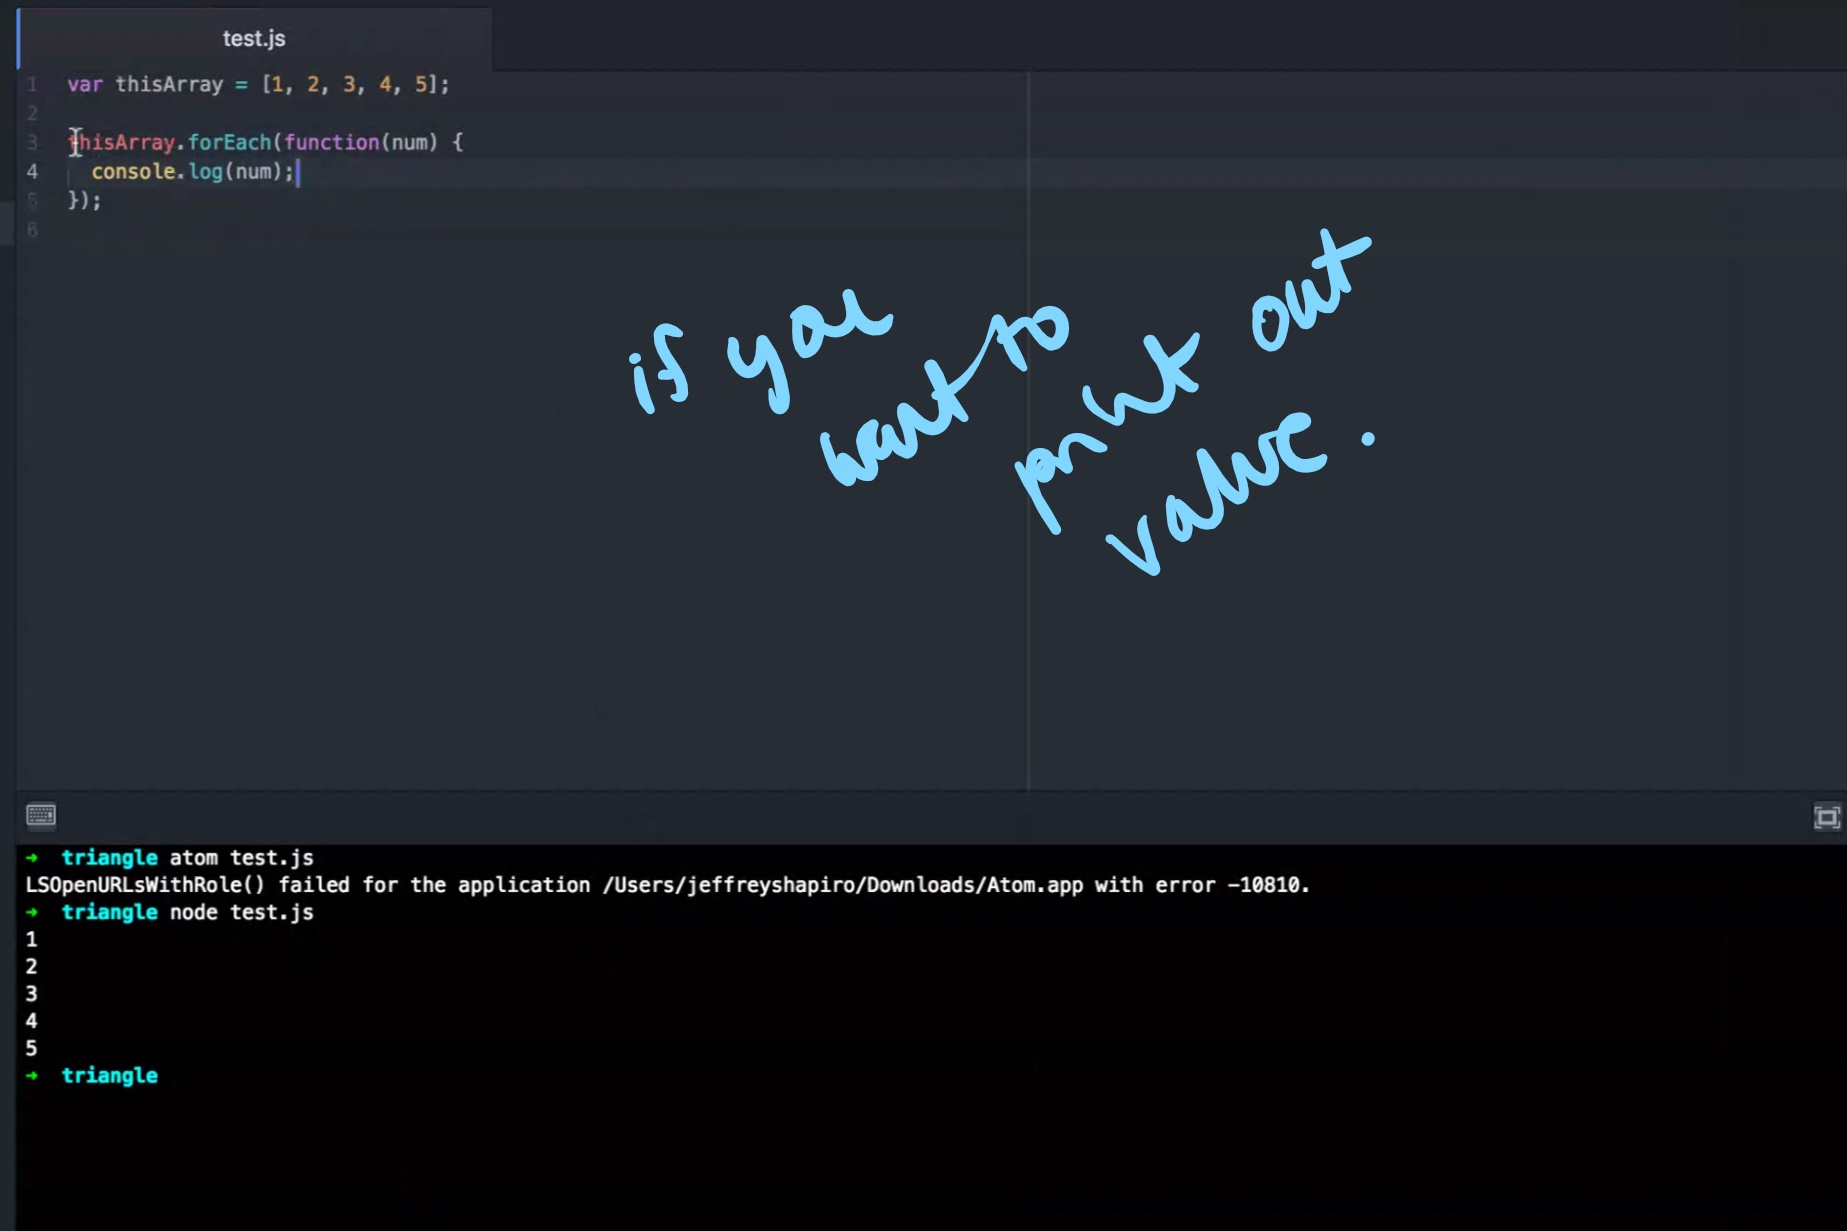 test.js
1 var thisArray = [1, 2, 3, 4, 5];
2
3 thisArray.forEach(function(num) {
4   console.log(num);
5 });
6
if you
want to
print out
value.
➜  triangle atom test.js
LSOpenURLsWithRole() failed for the application /Users/jeffreyshapiro/Downloads/Atom.app with error -10810.
➜  triangle node test.js
1
2
3
4
5
➜  triangle